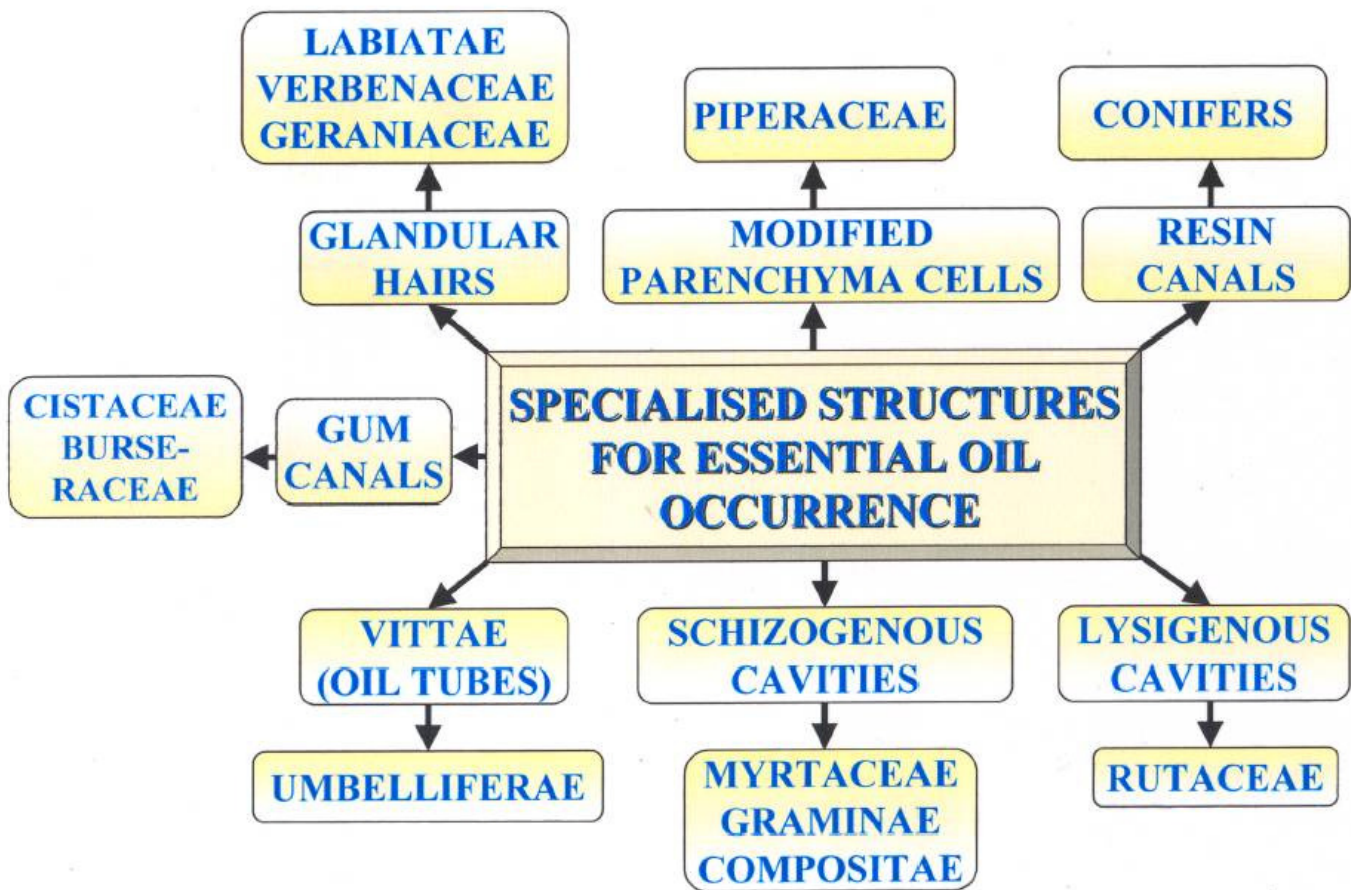 LABIATAE
VERBENACEAE
GERANIACEAE
PIPERACEAE
CONIFERS
GLANDULAR
HAIRS
MODIFIED
PARENCHYMA CELLS
RESIN
CANALS
CISTACEAE
BURSE-
RACEAE
GUM
CANALS
SPECIALISED STRUCTURES
FOR ESSENTIAL OIL
OCCURRENCE
VITTAE
(OIL TUBES)
SCHIZOGENOUS
CAVITIES
LYSIGENOUS
CAVITIES
UMBELLIFERAE
MYRTACEAE
GRAMINAE
COMPOSITAE
RUTACEAE